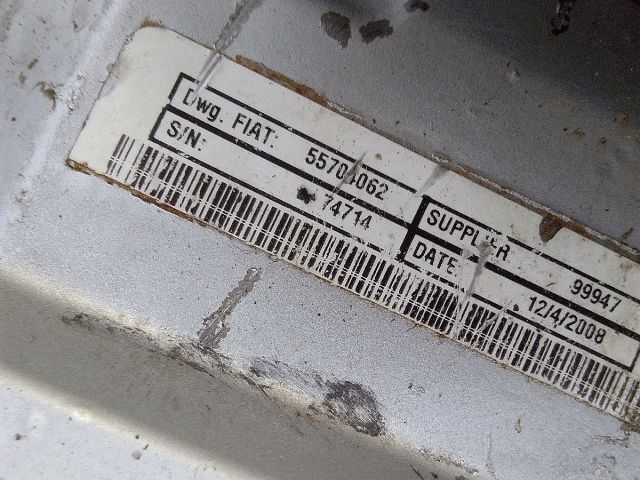 Dwg. FIAT: 55704062
S/N: 74714
SUPPLIER 99947
DATE: 12/4/2008